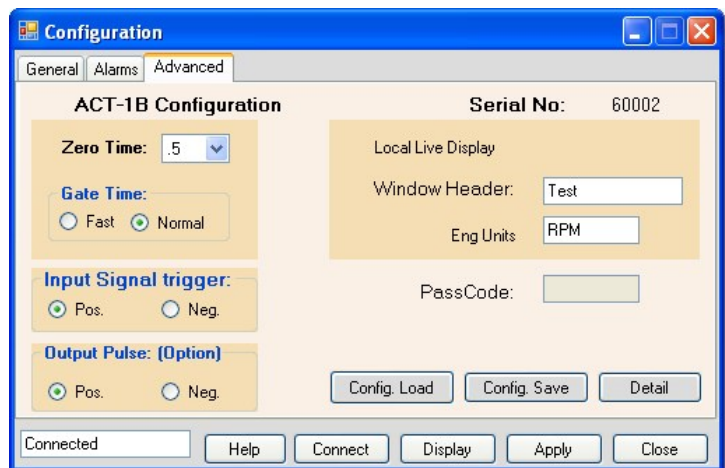 Configuration
General Alarms Advanced
ACT-1B Configuration
Serial No: 60002
Zero Time: .5
Gate Time:
Fast Normal
Local Live Display
Window Header: Test
Eng Units RPM
Input Signal trigger:
Pos. Neg.
PassCode:
Output Pulse: (Option)
Pos. Neg.
Config. Load Config. Save Detail
Connected Help Connect Display Apply Close